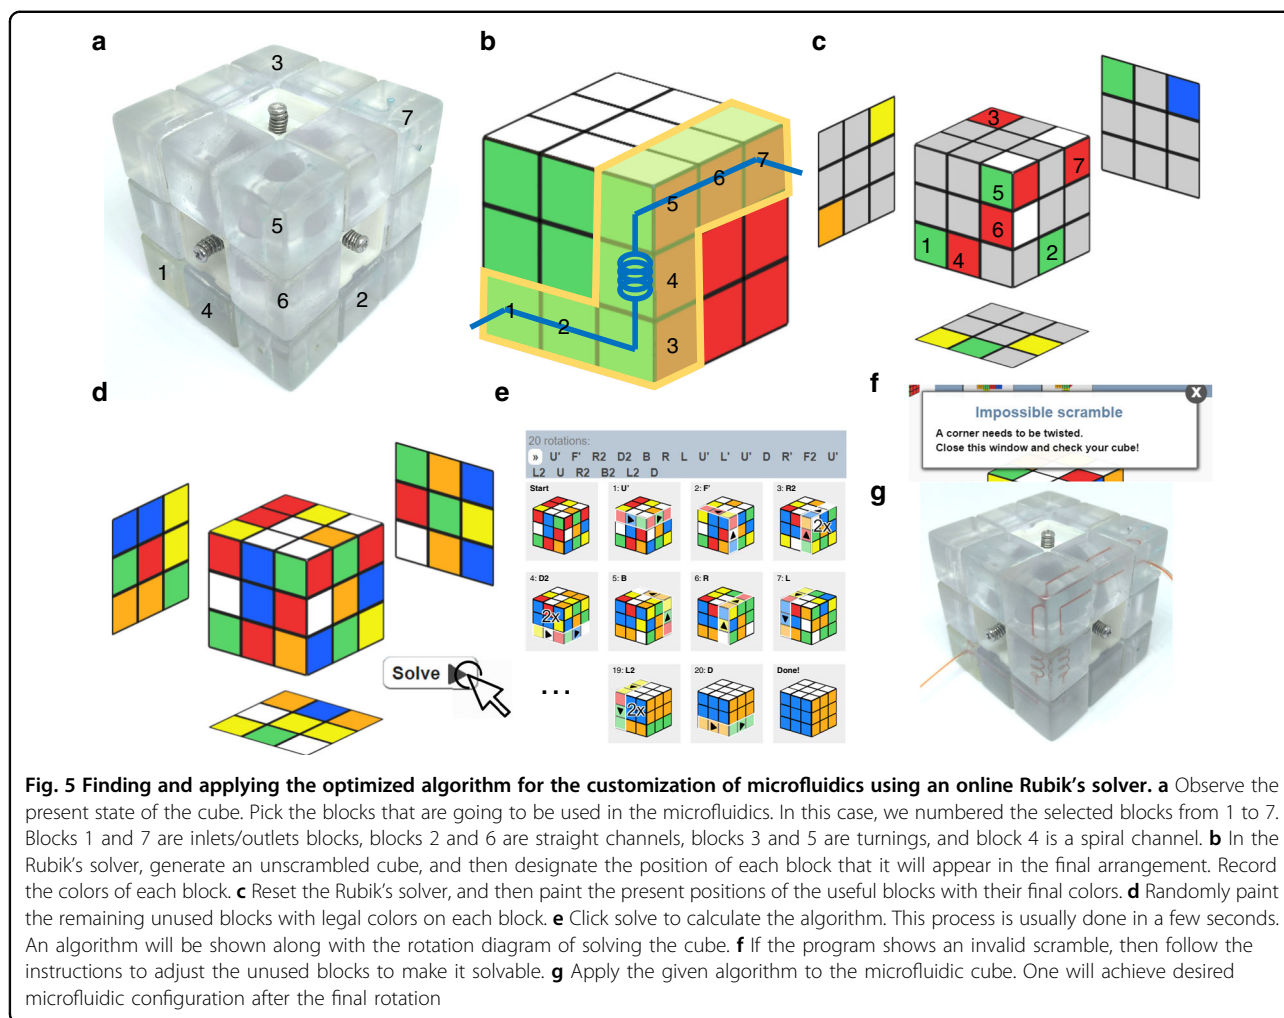 a
3
7
5
1
6
2
4
b
7
6
5
4
1
2
3
c
3
7
5
6
1
4
2
d
Solve
e
20 rotations:
» U' F' R2 D2 B R L U' L' U' D R' F2 U'
L2 U R2 B2 L2 D
Start
1: U'
2: F'
3: R2
2x
4: D2
2x
5: B
6: R
7: L
...
19: L2
2x
20: D
Done!
f
X
Impossible scramble
A corner needs to be twisted.
Close this window and check your cube!
g
Fig. 5 Finding and applying the optimized algorithm for the customization of microfluidics using an online Rubik's solver. a Observe the
present state of the cube. Pick the blocks that are going to be used in the microfluidics. In this case, we numbered the selected blocks from 1 to 7.
Blocks 1 and 7 are inlets/outlets blocks, blocks 2 and 6 are straight channels, blocks 3 and 5 are turnings, and block 4 is a spiral channel. b In the
Rubik's solver, generate an unscrambled cube, and then designate the position of each block that it will appear in the final arrangement. Record
the colors of each block. c Reset the Rubik's solver, and then paint the present positions of the useful blocks with their final colors. d Randomly paint
the remaining unused blocks with legal colors on each block. e Click solve to calculate the algorithm. This process is usually done in a few seconds.
An algorithm will be shown along with the rotation diagram of solving the cube. f If the program shows an invalid scramble, then follow the
instructions to adjust the unused blocks to make it solvable. g Apply the given algorithm to the microfluidic cube. One will achieve desired
microfluidic configuration after the final rotation